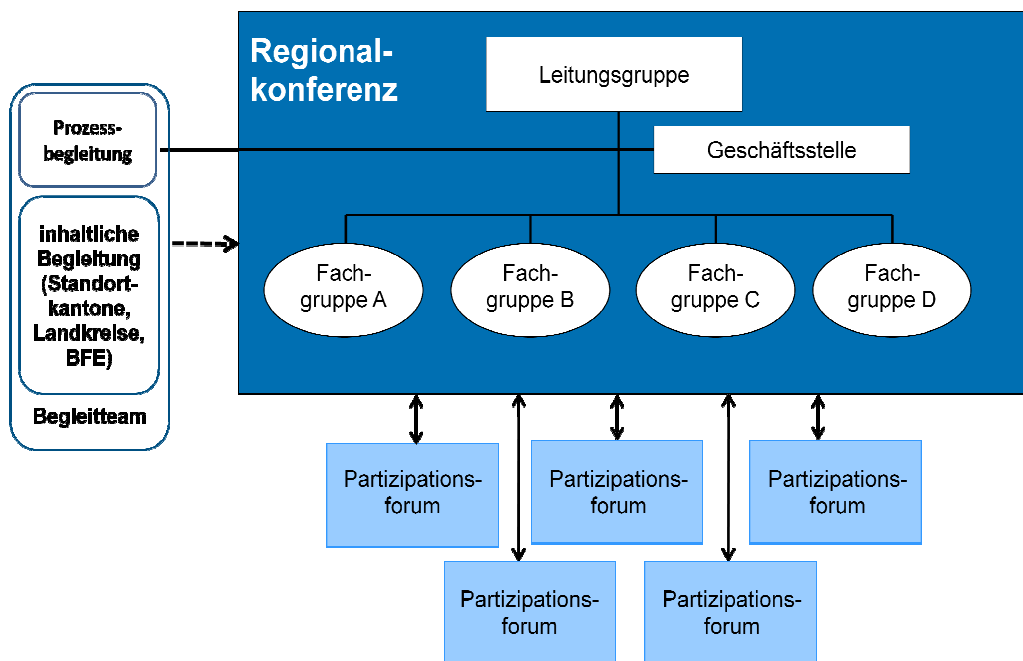 Regional-
konferenz
Leitungsgruppe
Geschäftsstelle
Prozess-
begleitung
inhaltliche
Begleitung
(Standort-
kantone,
Landkreise,
BFE)
Begleitteam
Fach-
gruppe A
Fach-
gruppe B
Fach-
gruppe C
Fach-
gruppe D
Partizipations-
forum
Partizipations-
forum
Partizipations-
forum
Partizipations-
forum
Partizipations-
forum